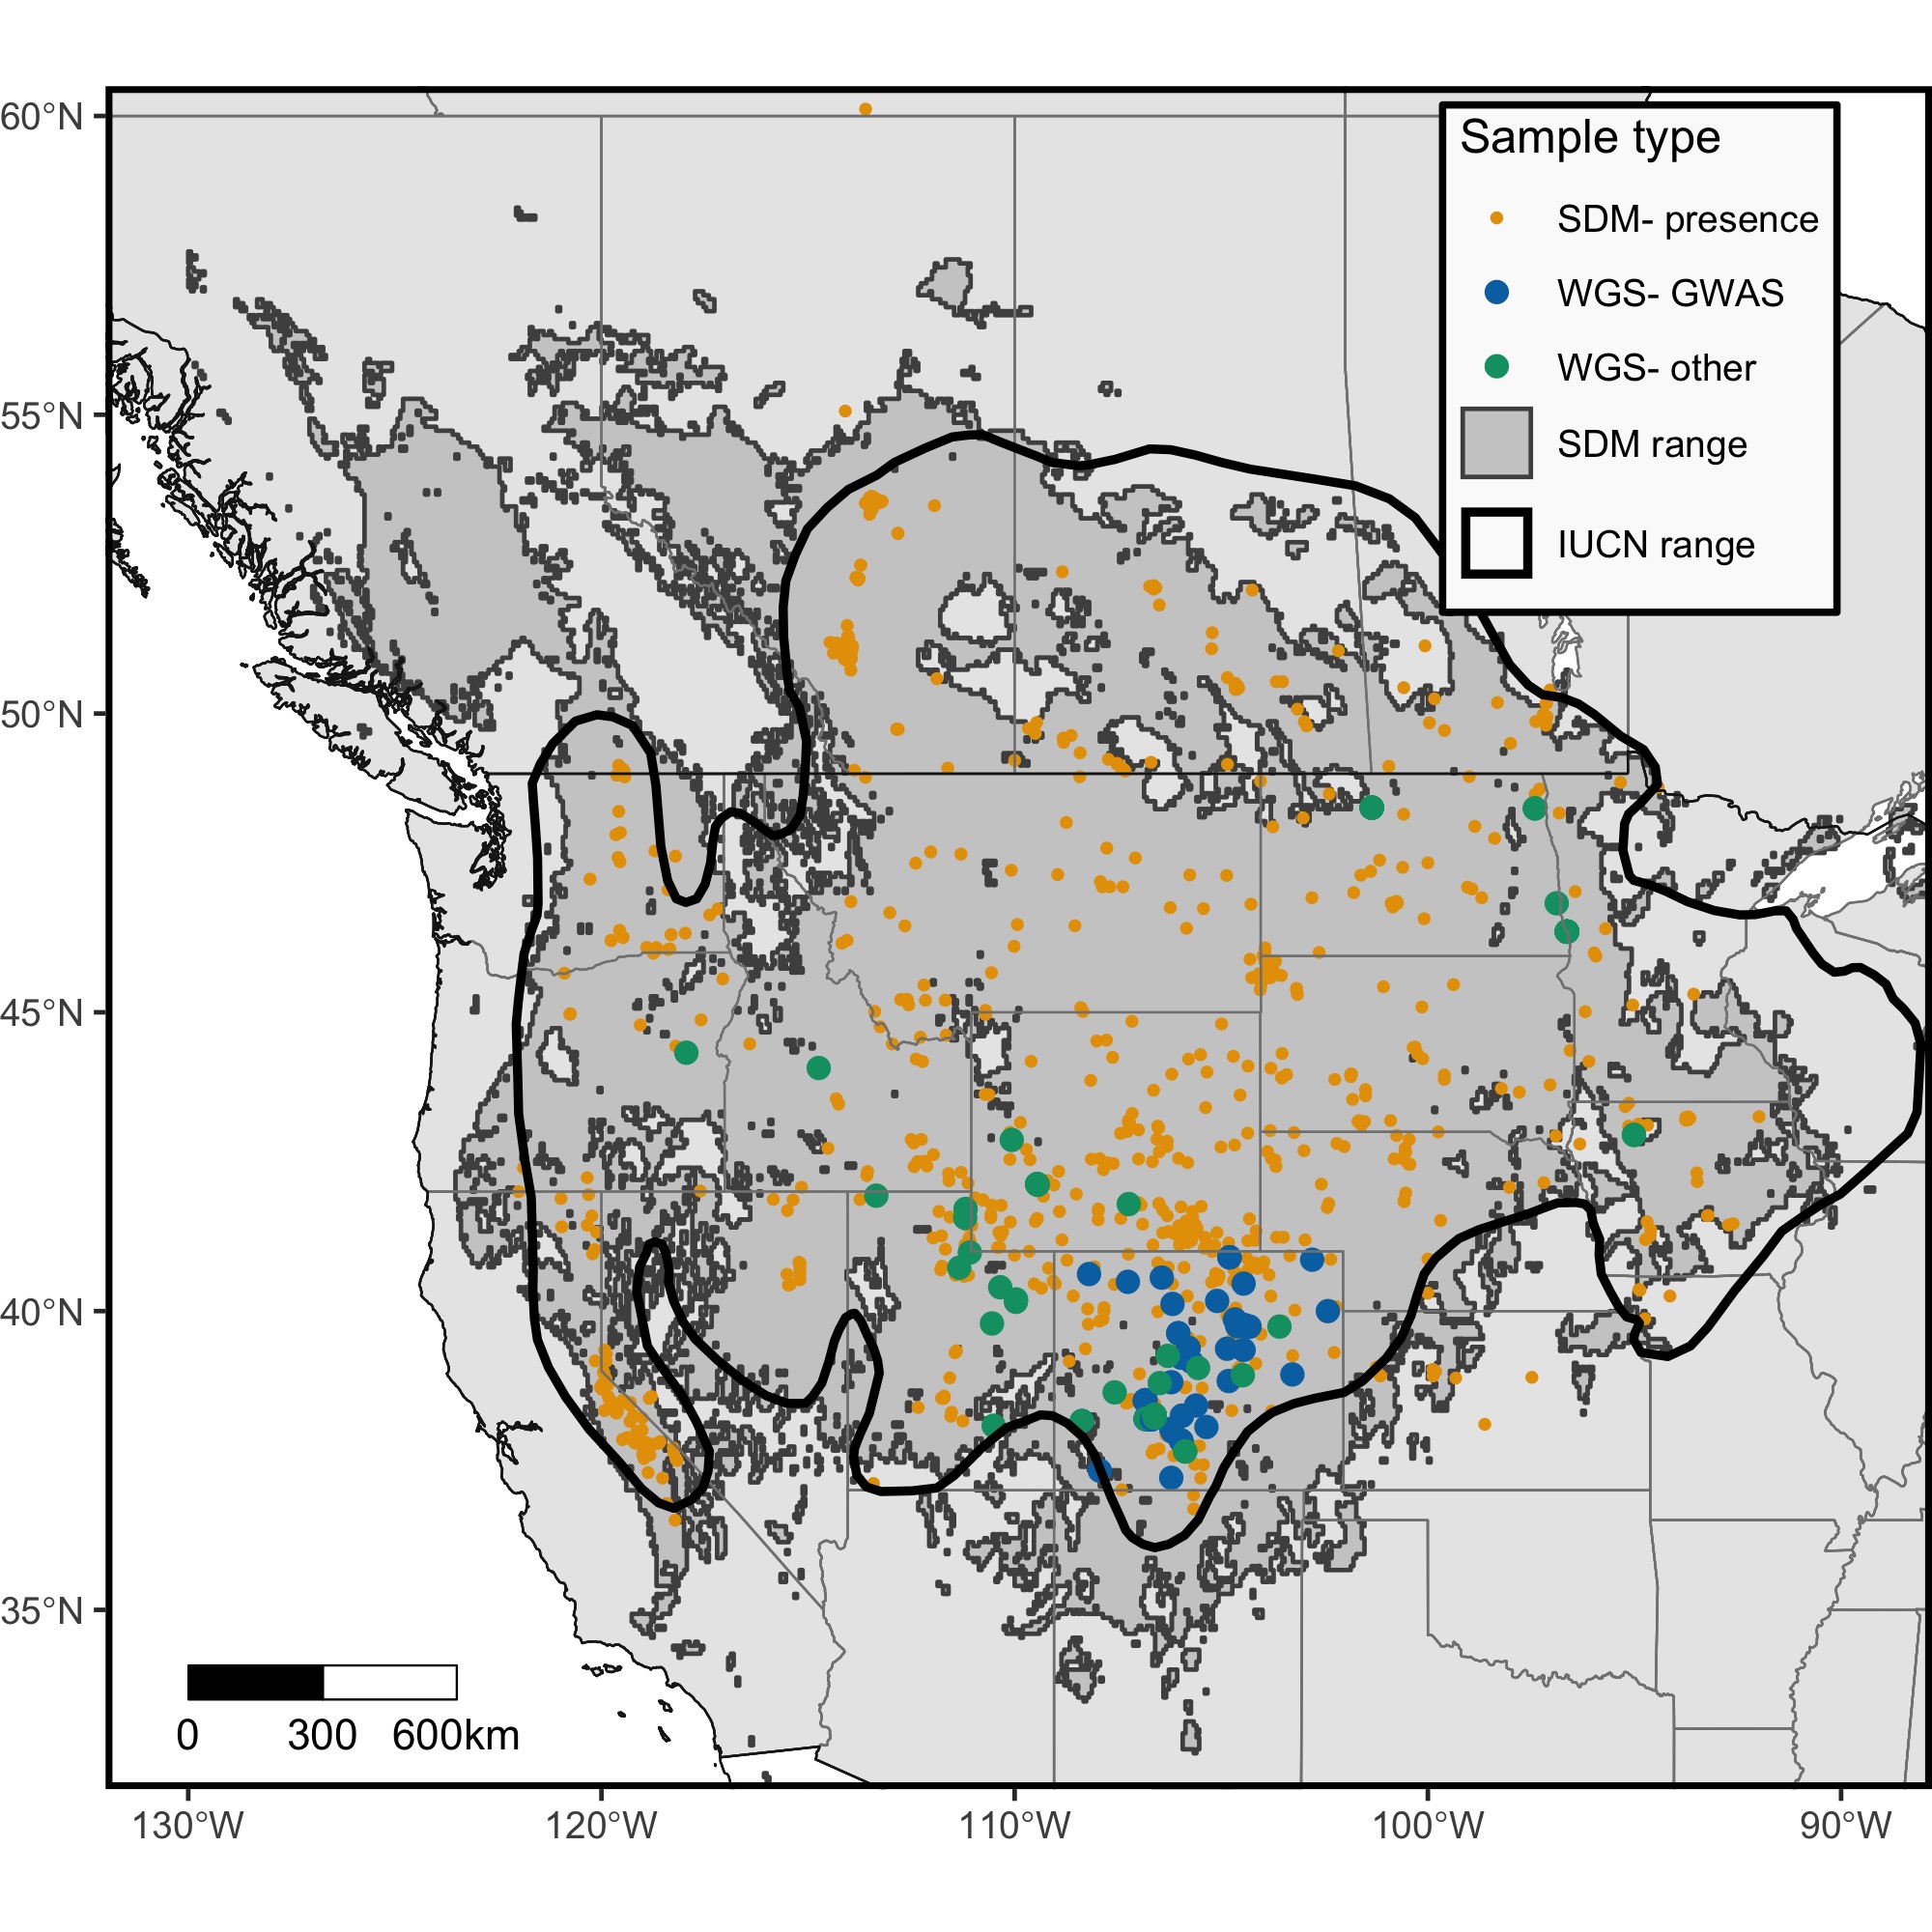 60°N
55°N
50°N
45°N
40°N
35°N
Sample type
SDM- presence
WGS- GWAS
WGS- other
SDM range
IUCN range
0 300 600km
130°W 120°W 110°W 100°W 90°W